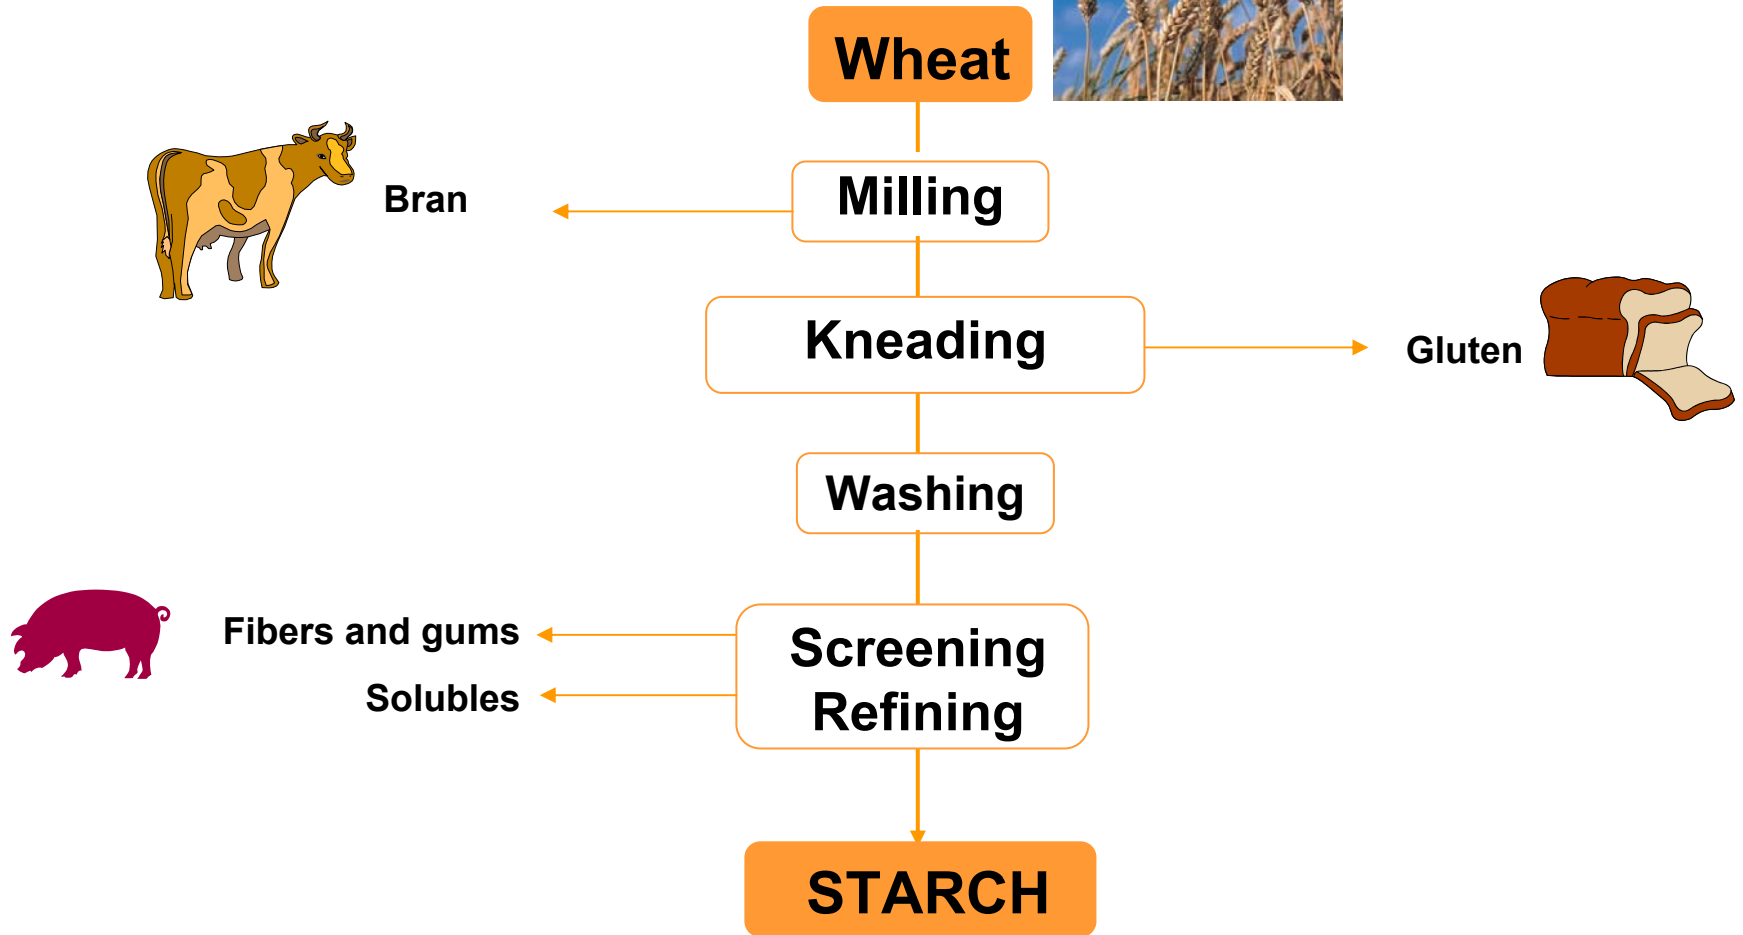 Wheat
Milling
Bran
Kneading
Gluten
Washing
Fibers and gums
Solubles
Screening
Refining
STARCH